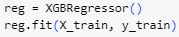 reg = XGBRegressor()
reg.fit(X_train, y_train)